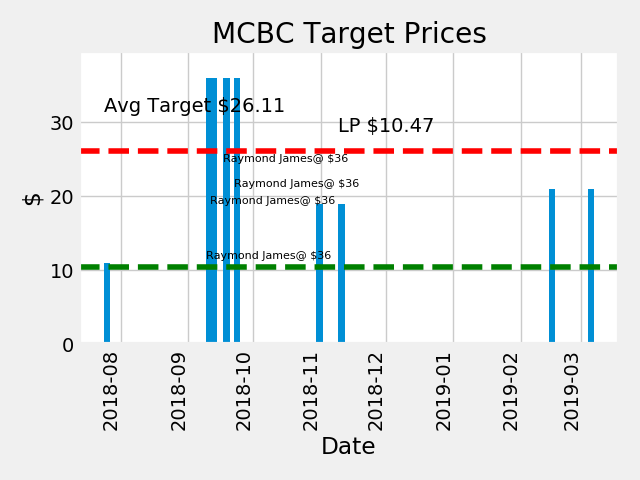 MCBC Target Prices
Avg Target $26.11
LP $10.47
Raymond James@ $36
Raymond James@ $36
Raymond James@ $36
Raymond James@ $36
$
30
20
10
0
2018-08
2018-09
2018-10
2018-11
2018-12
2019-01
2019-02
2019-03
Date